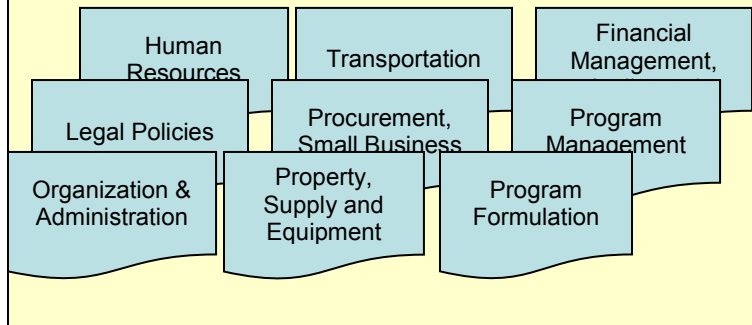 Human
Resources
Transportation
Financial
Management,
Legal Policies
Procurement,
Small Business
Program
Management
Organization &
Administration
Property,
Supply and
Equipment
Program
Formulation